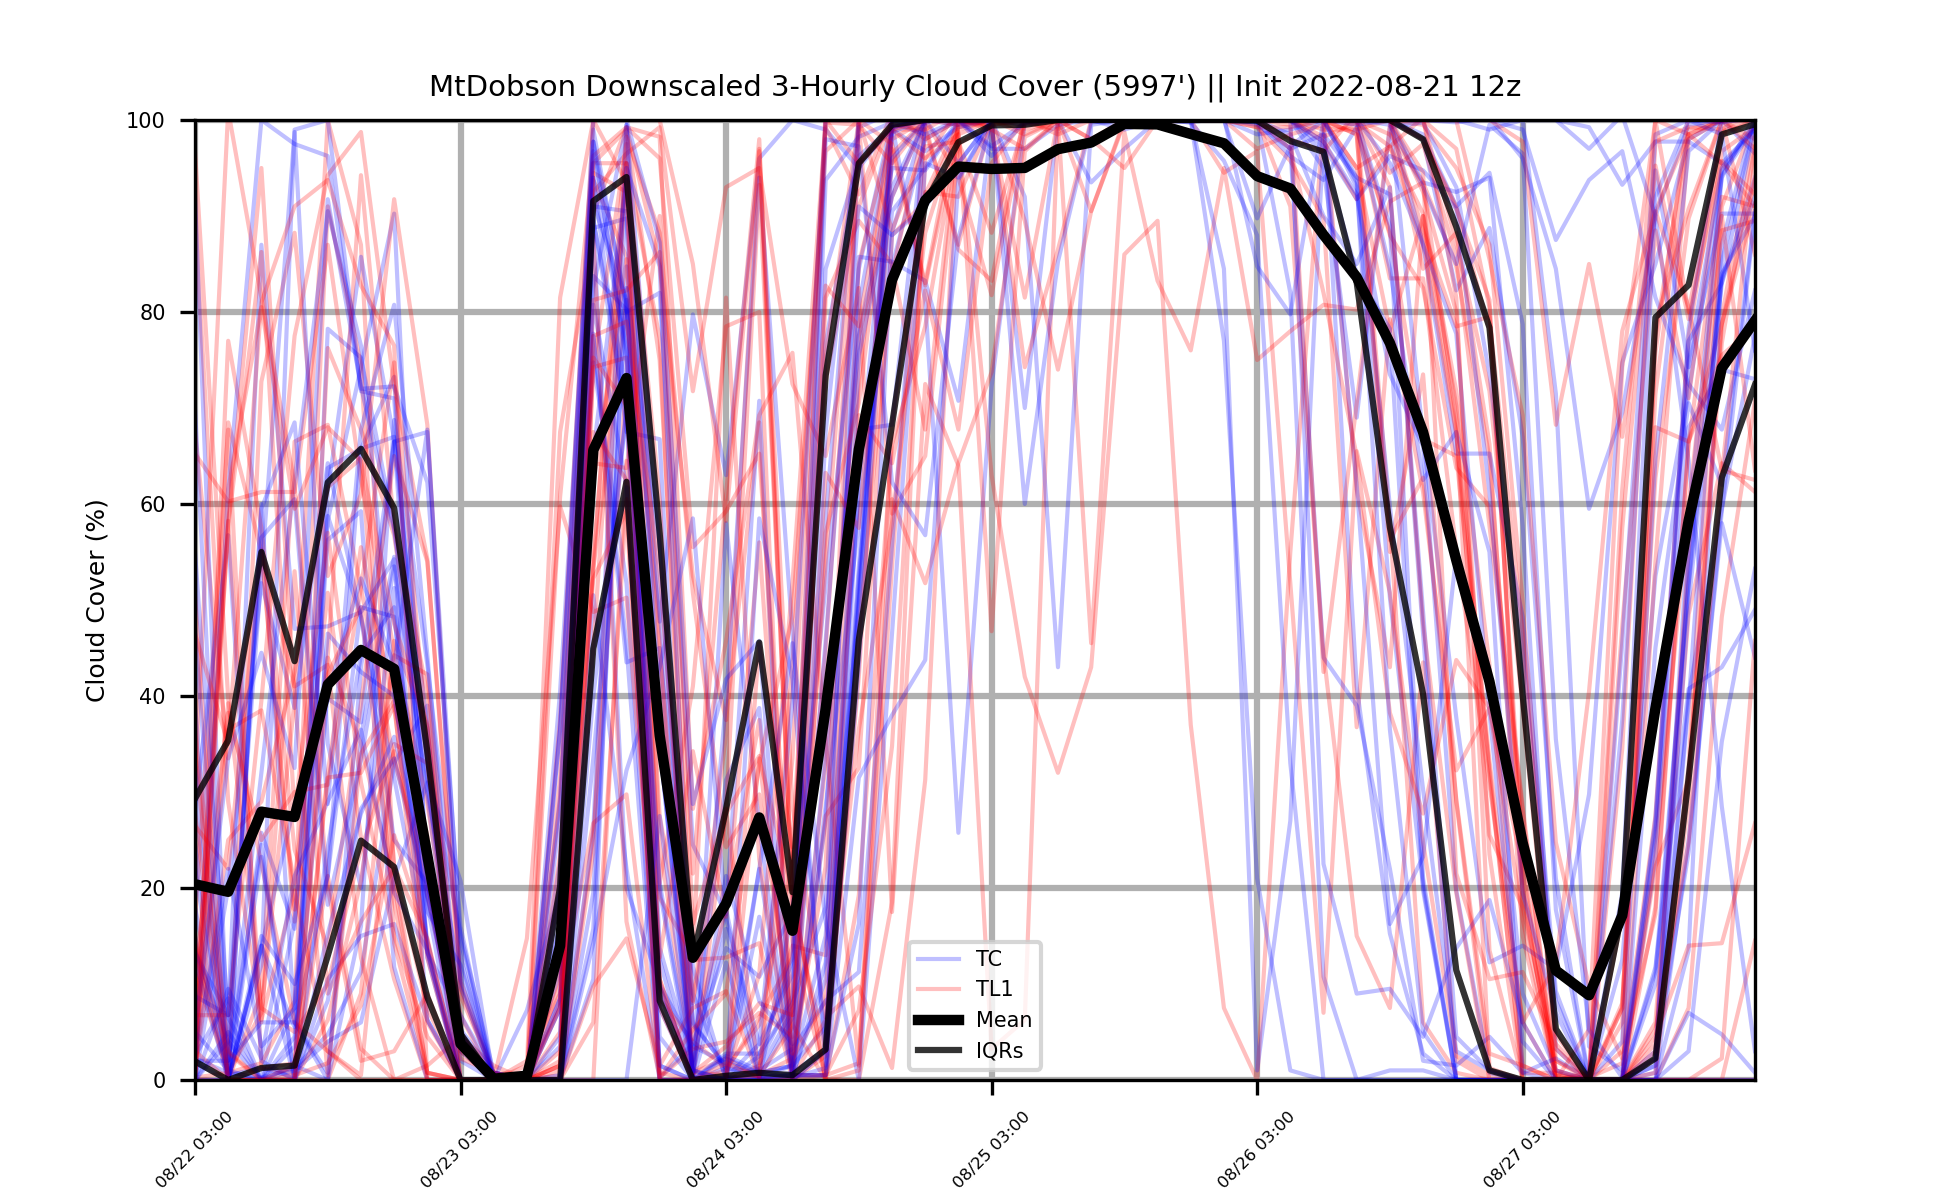 MtDobson Downscaled 3-Hourly Cloud Cover (5997') || Init 2022-08-21 12z
100
80
60
40
20
0
Cloud Cover (%)
TC
TL1
Mean
IQRs
08/22 03:00
08/23 03:00
08/24 03:00
08/25 03:00
08/26 03:00
08/27 03:00